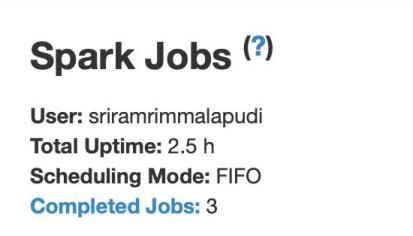 Spark Jobs (?)
User: sriramrimmalapudi
Total Uptime: 2.5 h
Scheduling Mode: FIFO
Completed Jobs: 3